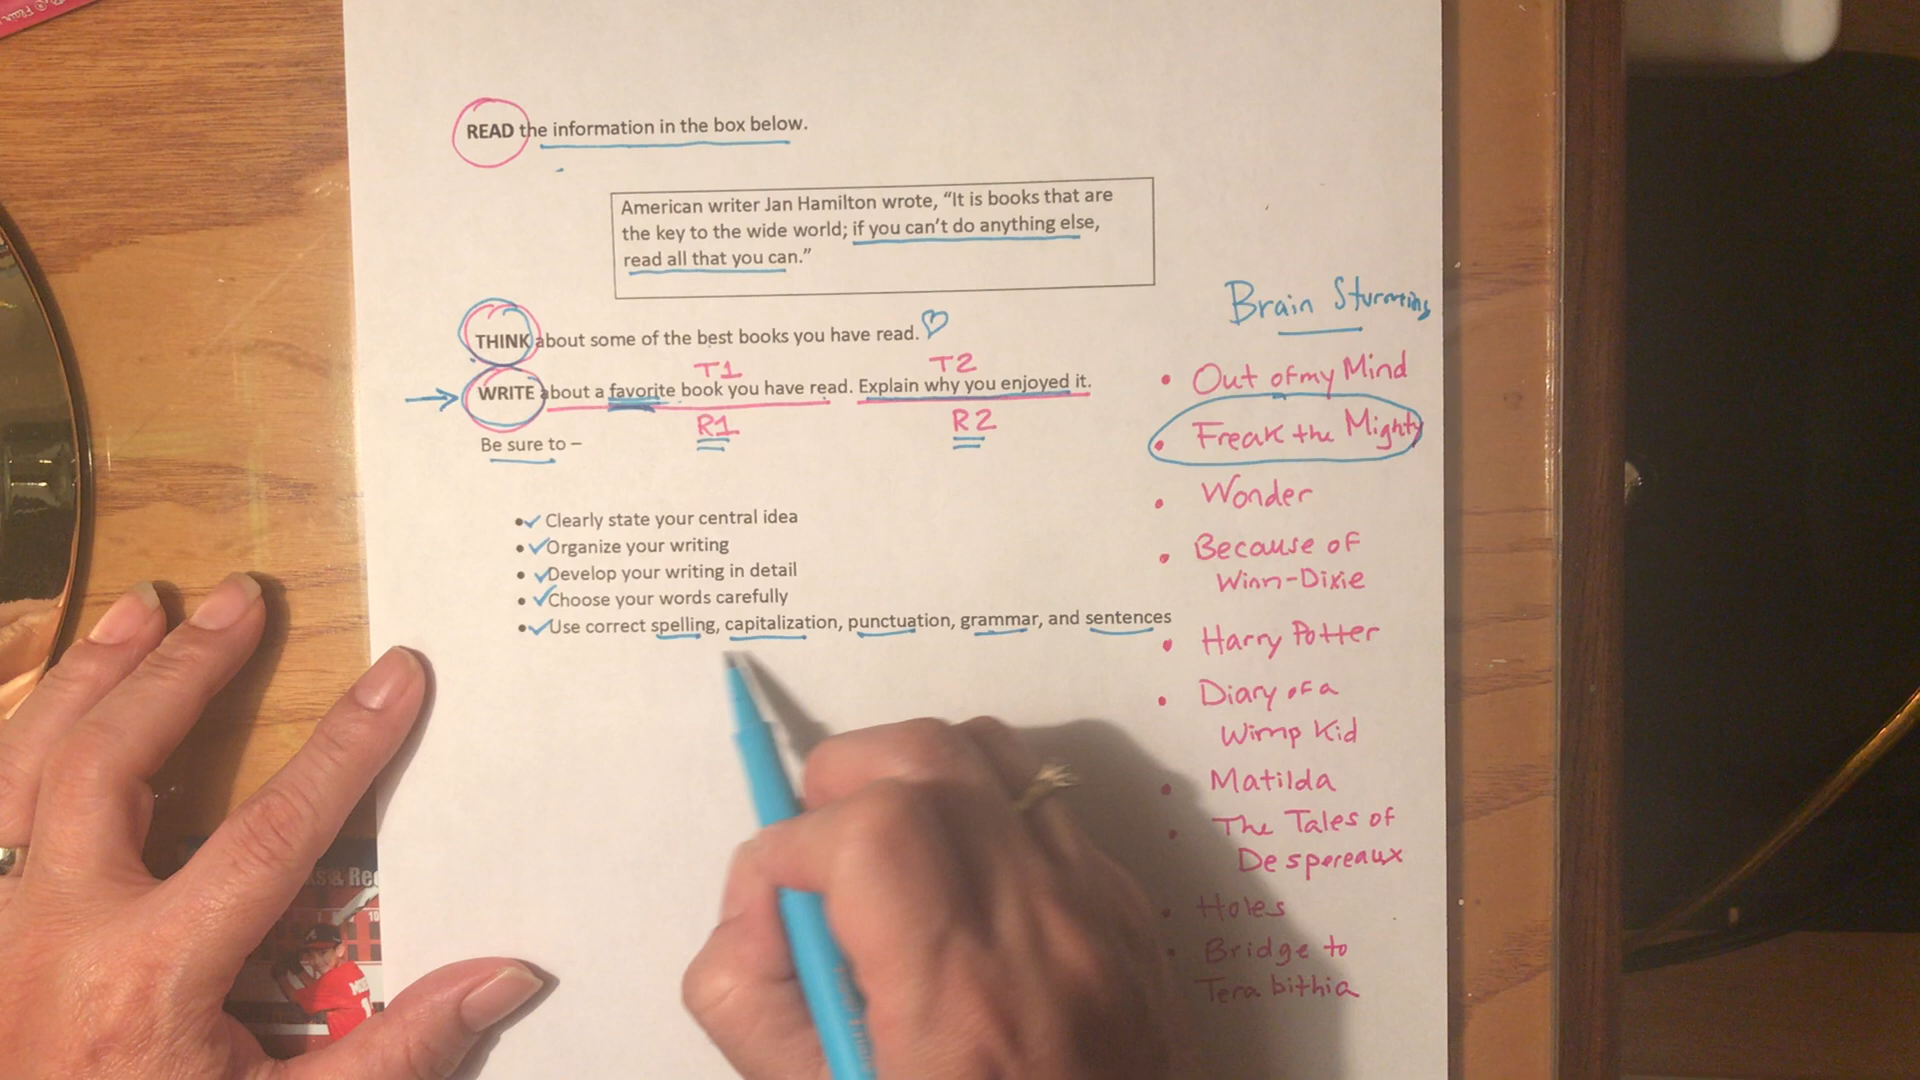 READ the information in the box below.
American writer Jan Hamilton wrote, “It is books that are
the key to the wide world; if you can’t do anything else,
read all that you can.”
THINK about some of the best books you have read.
T1 T2
WRITE about a favorite book you have read. Explain why you enjoyed it.
R1 R2
Be sure to –
• Clearly state your central idea
• Organize your writing
• Develop your writing in detail
• Choose your words carefully
• Use correct spelling, capitalization, punctuation, grammar, and sentences
Brain Sturming
• Out of my Mind
• Freak the Mighty
• Wonder
• Because of
Winn-Dixie
• Harry Potter
• Diary of a
Wimp Kid
• Matilda
• The Tales of
Despereaux
• Holes
• Bridge to
Terabithia
& Rec
10